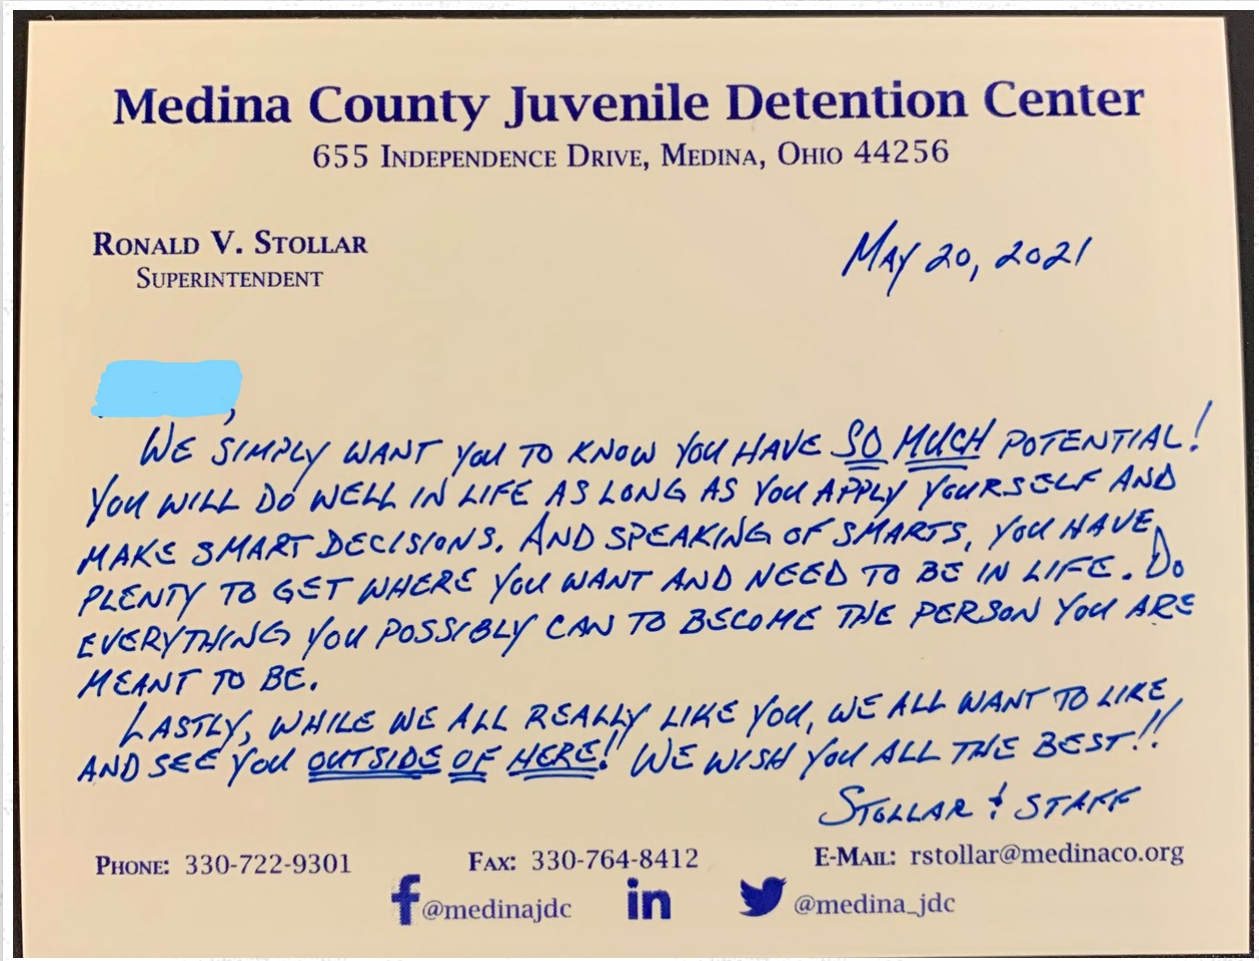 Medina County Juvenile Detention Center
655 Independence Drive, Medina, Ohio 44256
Ronald V. Stollar
Superintendent
May 20, 2021
,
We simply want you to know you have SO MUCH potential!
You will do well in life as long as you apply yourself and
make smart decisions. And speaking of smarts, you have
plenty to get where you want and need to be in life. Do
everything you possibly can to become the person you are
meant to be.
Lastly, while we all really like you, we all want to like
and see you outside of here!! We wish you all the best!!
Stollar & Staff
Phone: 330-722-9301 Fax: 330-764-8412 E-Mail: rstollar@medinaco.org
f @medinajdc in @medina_jdc